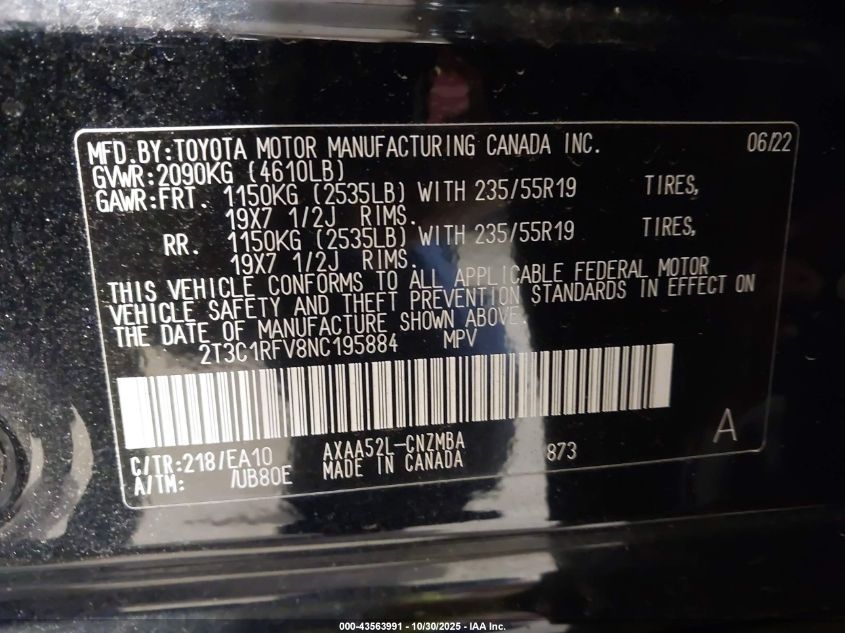 MFD.BY:TOYOTA MOTOR MANUFACTURING CANADA INC. 06/22
GVWR:2090KG (4610LB)
GAWR:FRT. 1150KG (2535LB) WITH 235/55R19 TIRES,
19X7 1/2J RIMS.
RR. 1150KG (2535LB) WITH 235/55R19 TIRES,
19X7 1/2J RIMS.
THIS VEHICLE CONFORMS TO ALL APPLICABLE FEDERAL MOTOR
VEHICLE SAFETY AND THEFT PREVENTION STANDARDS IN EFFECT ON
THE DATE OF MANUFACTURE SHOWN ABOVE.
2T3C1RFV8NC195884 MPV
A
C/TR:218/EA10 AXAA52L-CNZMBA 873
A/TM: /UB80E MADE IN CANADA
000-43563991 - 10/30/2025 - IAA Inc.